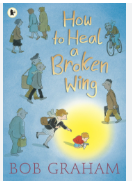 How
to Heal
a
Broken
Wing
BOB GRAHAM